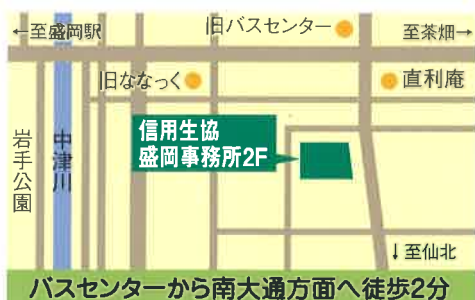 ←至盛岡駅
旧バスセンター
至茶畑→
旧ななっく
直利庵
信用生協
盛岡事務所2F
岩手公園
中津川
↓至仙北
バスセンターから南大通方面へ徒歩2分